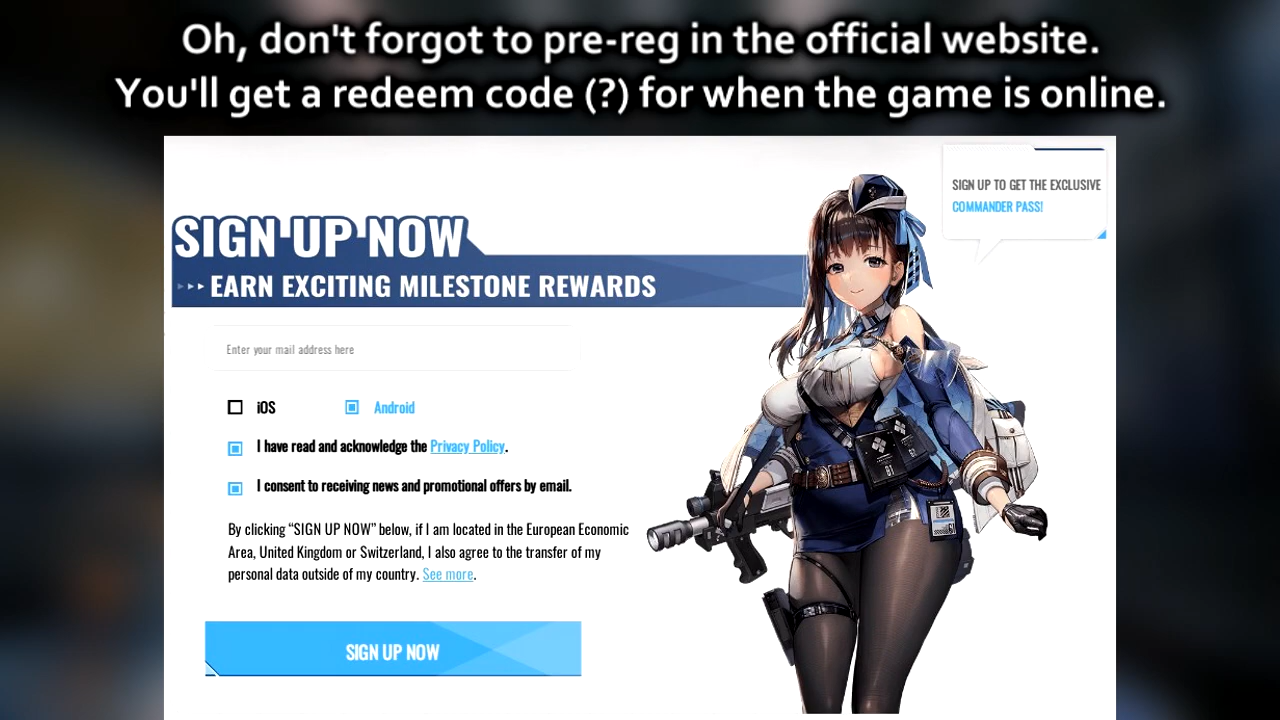 Oh, don't forgot to pre-reg in the official website.
You'll get a redeem code (?) for when the game is online.
SIGN UP TO GET THE EXCLUSIVE
COMMANDER PASS!
SIGN UP NOW
EARN EXCITING MILESTONE REWARDS
Enter your mail address here
iOS Android
I have read and acknowledge the Privacy Policy.
I consent to receiving news and promotional offers by email.
By clicking “SIGN UP NOW” below, if I am located in the European Economic
Area, United Kingdom or Switzerland, I also agree to the transfer of my
personal data outside of my country. See more.
SIGN UP NOW